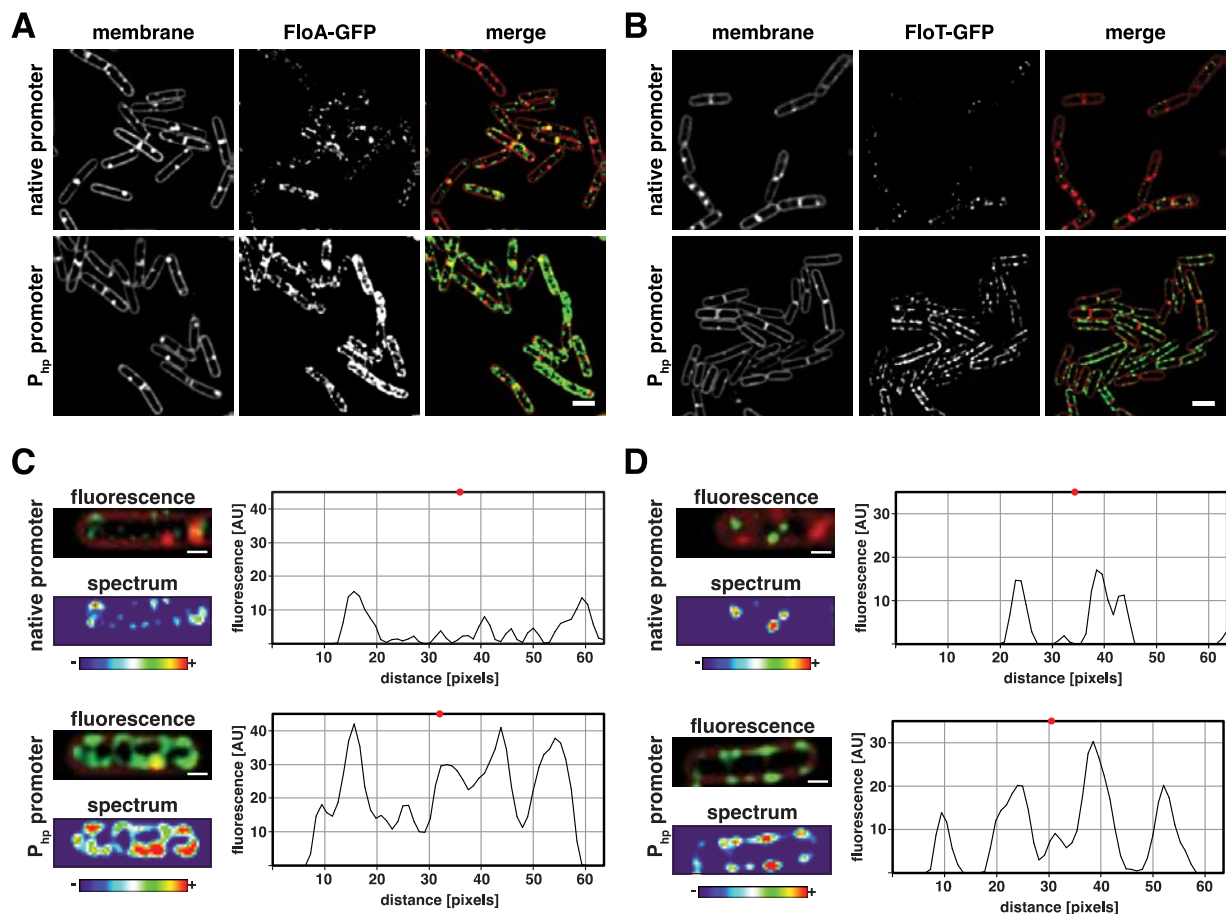 A
membrane FloA-GFP merge
native promoter
Php promoter
B
membrane FloT-GFP merge
native promoter
Php promoter
C
native promoter
fluorescence
spectrum
- +
fluorescence [AU]
40
30
20
10
10 20 30 40 50 60
distance [pixels]
Php promoter
fluorescence
spectrum
- +
fluorescence [AU]
40
30
20
10
10 20 30 40 50 60
distance [pixels]
D
native promoter
fluorescence
spectrum
- +
fluorescence [AU]
30
20
10
10 20 30 40 50 60
distance [pixels]
Php promoter
fluorescence
spectrum
- +
fluorescence [AU]
30
20
10
10 20 30 40 50 60
distance [pixels]